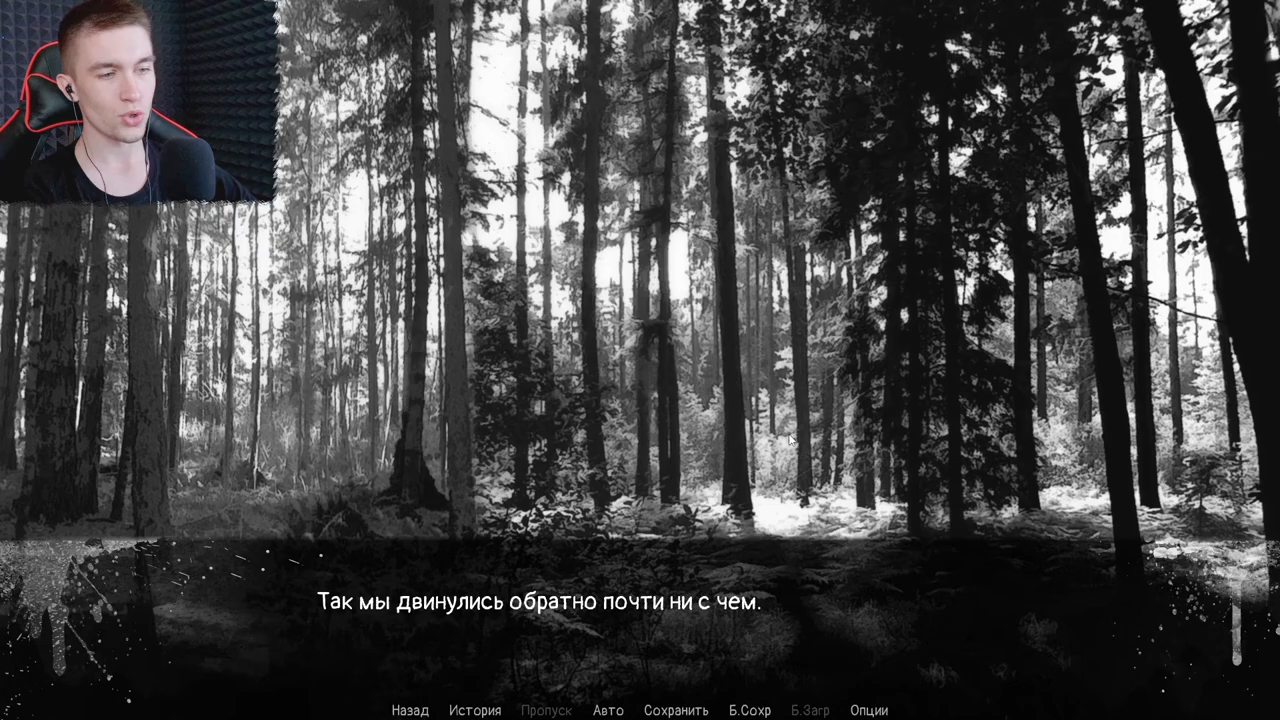 Так мы двинулись обратно почти ни с чем.
Назад История Пропуск Авто Сохранить Б.Сохр Б.Загр Опции